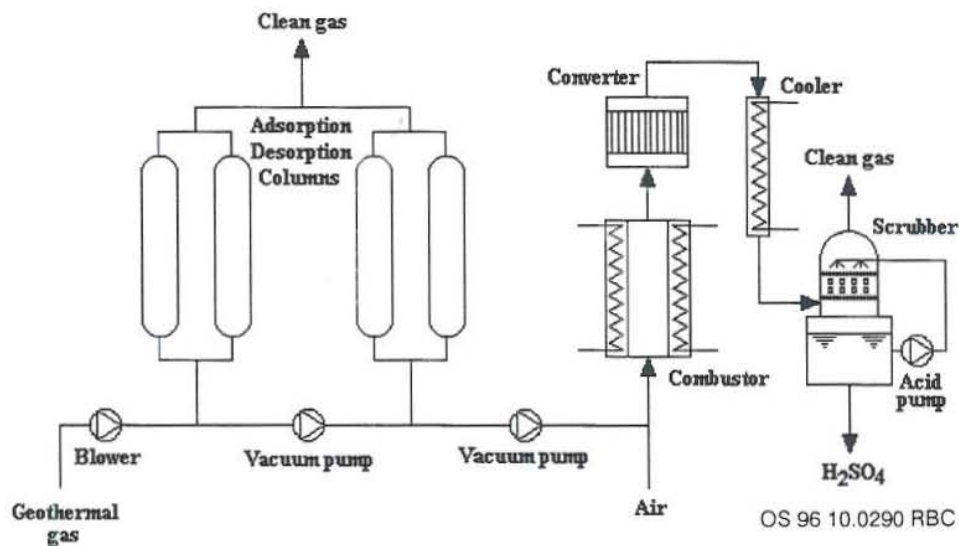 Clean gas
Adsorption
Desorption
Columns
Converter
Cooler
Clean gas
Scrubber
Combustor
Acid
pump
Blower
Vacuum pump
Vacuum pump
Geothermal
gas
Air
H₂SO₄
OS 96 10.0290 RBC